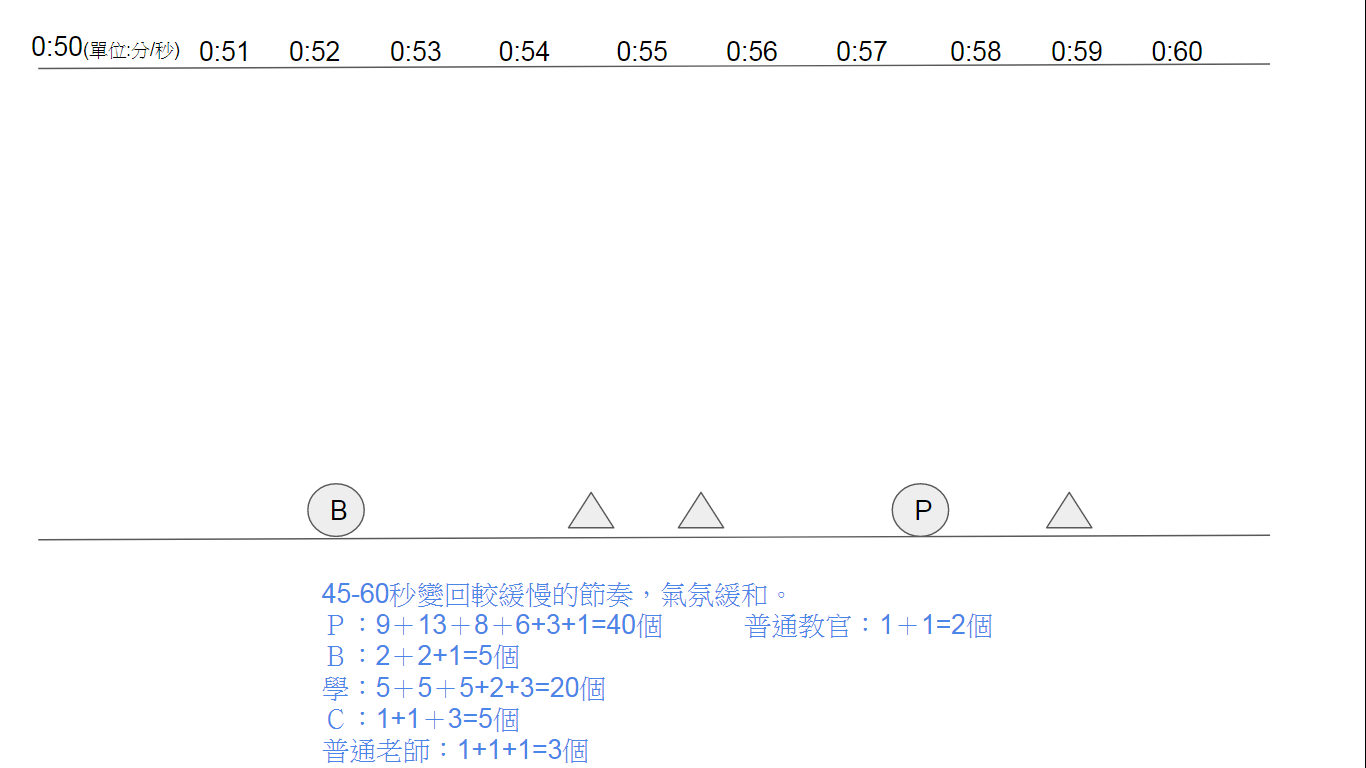 0:50(單位:分/秒) 0:51 0:52 0:53 0:54 0:55 0:56 0:57 0:58 0:59 0:60
B P
45-60秒變回較緩慢的節奏，氣氛緩和。
Ｐ：9＋13＋8＋6+3+1=40個 普通教官：1＋1=2個
Ｂ：2＋2+1=5個
學：5＋5＋5+2+3=20個
Ｃ：1+1＋3=5個
普通老師：1+1+1=3個